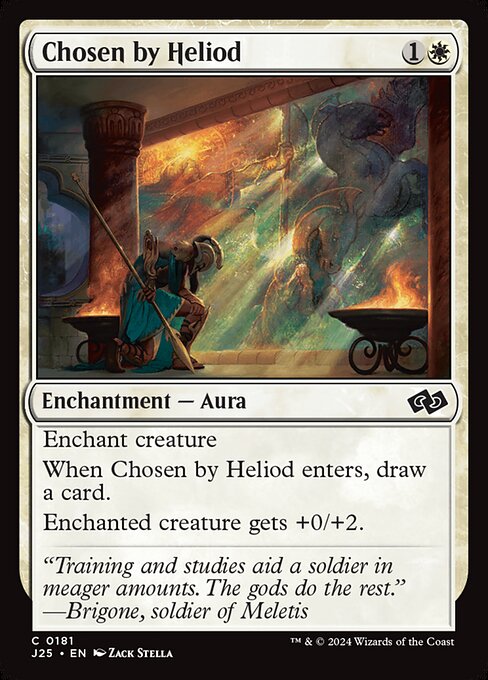 Chosen by Heliod 1
Enchantment — Aura
Enchant creature
When Chosen by Heliod enters, draw
a card.
Enchanted creature gets +0/+2.
“Training and studies aid a soldier in
meager amounts. The gods do the rest.”
—Brigone, soldier of Meletis
C 0181
J25 • EN Zack Stella
™ & © 2024 Wizards of the Coast